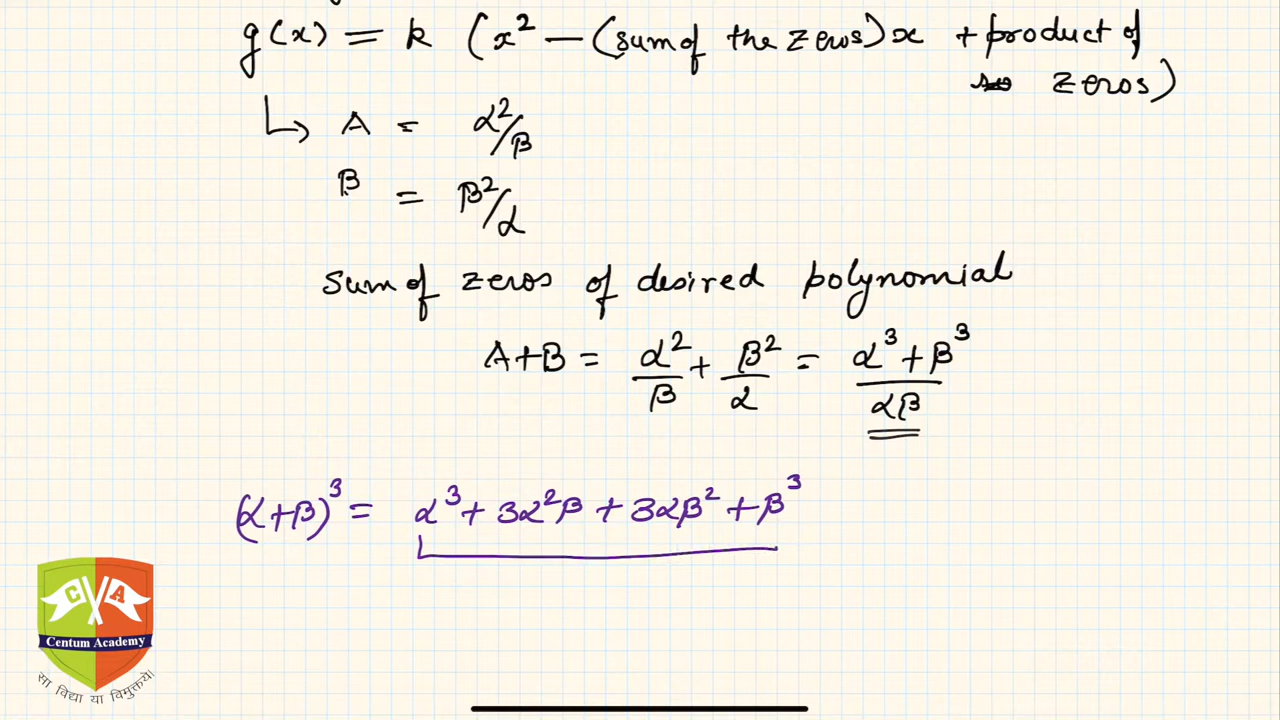 g(x) = k (x² — (sum of the zeros)x + product of
zeros)
↳ A = α²/β
B = β²/α
Sum of zeros of desired polynomial
A+B = α²/β + β²/α = α³+β³/αβ
(α+β)³ = α³ + 3α²β + 3αβ² + β³
C A
Centum Academy
सा विद्या या विमुक्तये।